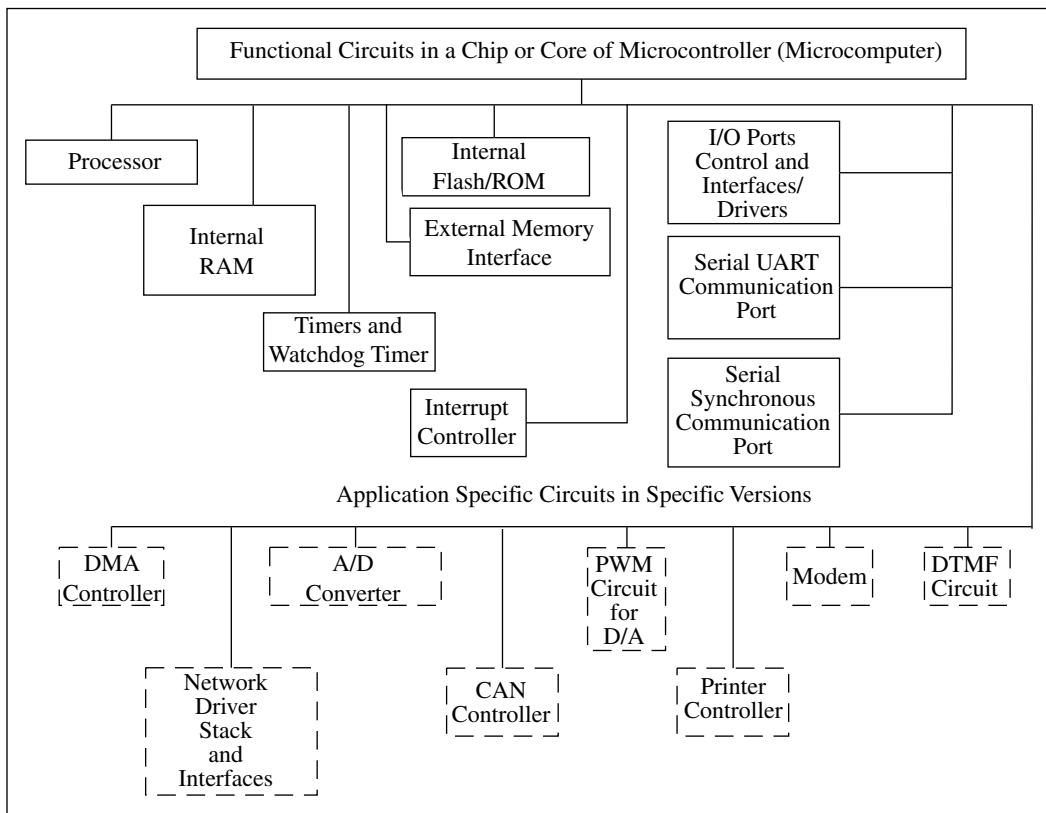 Functional Circuits in a Chip or Core of Microcontroller (Microcomputer)
Processor
Internal
RAM
Timers and
Watchdog Timer
Internal
Flash/ROM
External Memory
Interface
Interrupt
Controller
I/O Ports
Control and
Interfaces/
Drivers
Serial UART
Communication
Port
Serial
Synchronous
Communication
Port
Application Specific Circuits in Specific Versions
DMA
Controller
Network
Driver
Stack
and
Interfaces
A/D
Converter
CAN
Controller
PWM
Circuit
for
D/A
Printer
Controller
Modem
DTMF
Circuit